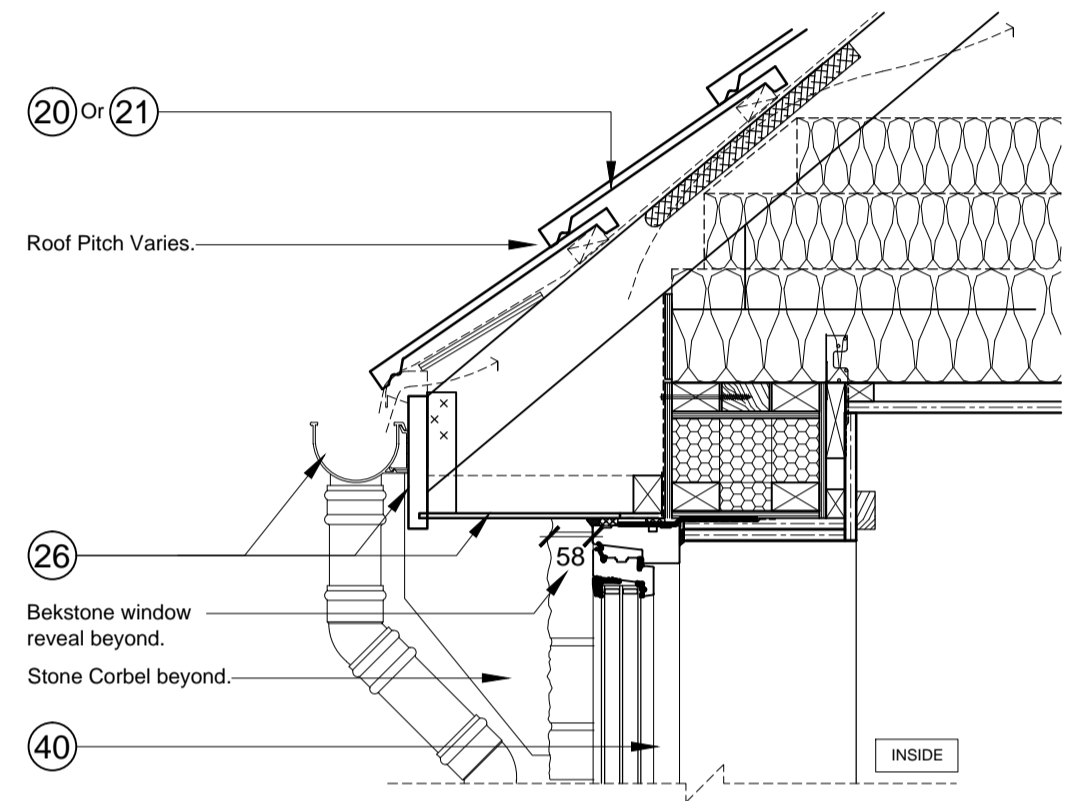 20 Or 21
Roof Pitch Varies.
26
58
Bekstone window
reveal beyond.
Stone Corbel beyond.
40
INSIDE